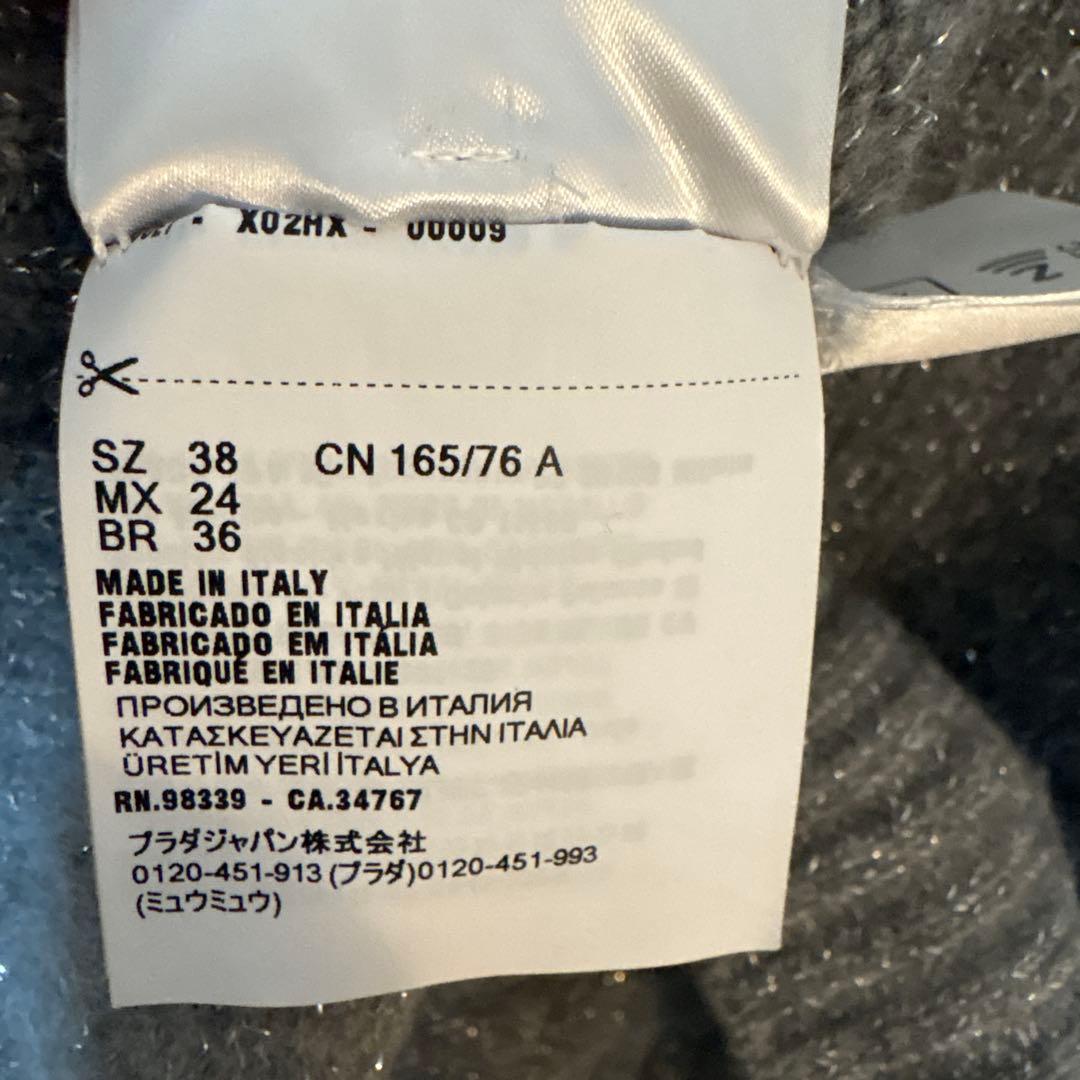 - X02HX - 00009
SZ 38 CN 165/76 A
MX 24
BR 36
MADE IN ITALY
FABRICADO EN ITALIA
FABRICADO EM ITÁLIA
FABRIQUÉ EN ITALIE
ПРОИЗВЕДЕНО В ИТАЛИЯ
ΚΑΤΑΣΚΕΥΑΖΕΤΑΙ ΣΤΗΝ ΙΤΑΛΙΑ
ÜRETİM YERİ İTALYA
RN.98339 - CA.34767
プラダジャパン株式会社
0120-451-913 (プラダ)0120-451-993
(ミュウミュウ)